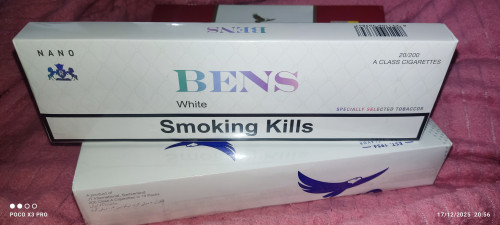 BENS
NANO
20/200
A CLASS CIGARETTES
BENS
White
SPECIALLY SELECTED TOBACCOS
Smoking Kills
POCO X3 PRO
17/12/2025 20:56